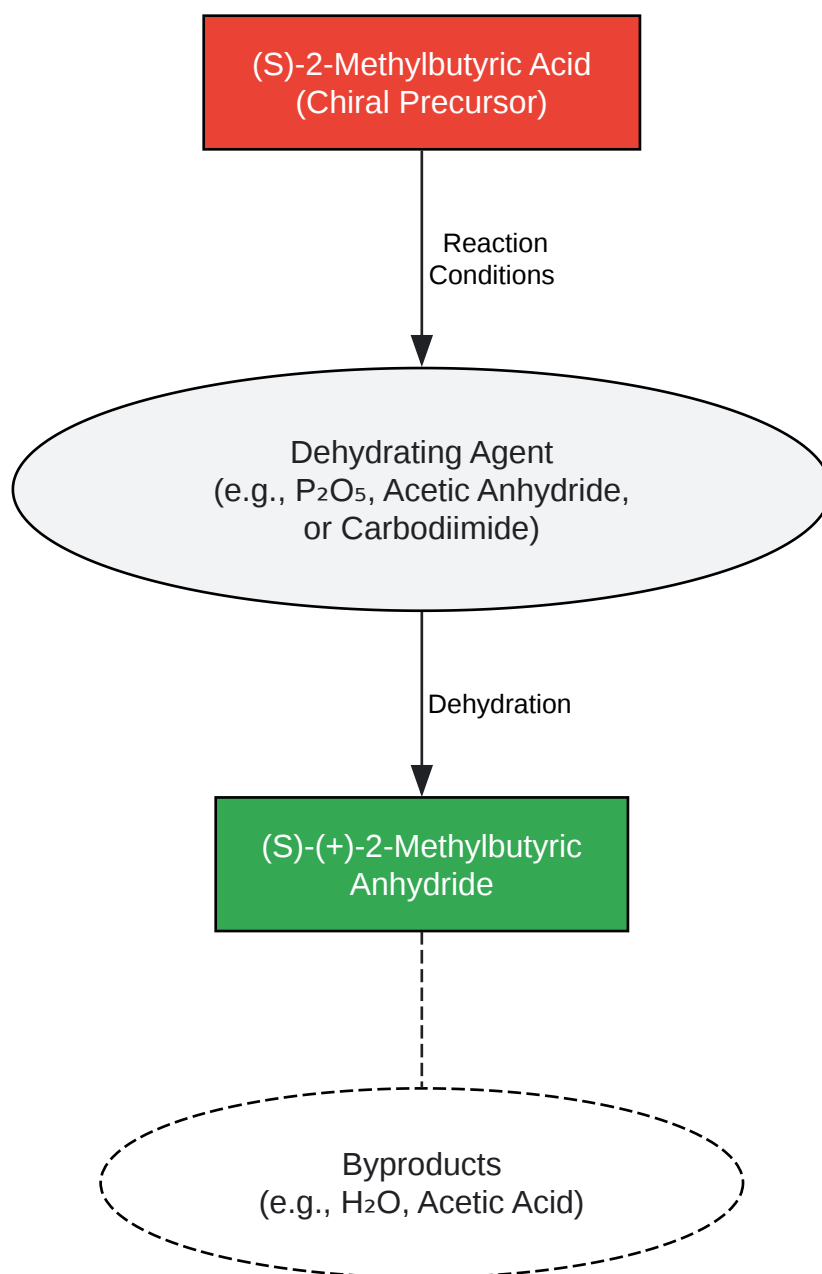 (S)-2-Methylbutyric Acid
(Chiral Precursor)
Reaction
Conditions
Dehydrating Agent
(e.g., P₂O₅, Acetic Anhydride,
or Carbodiimide)
Dehydration
(S)-(+)-2-Methylbutyric
Anhydride
Byproducts
(e.g., H₂O, Acetic Acid)